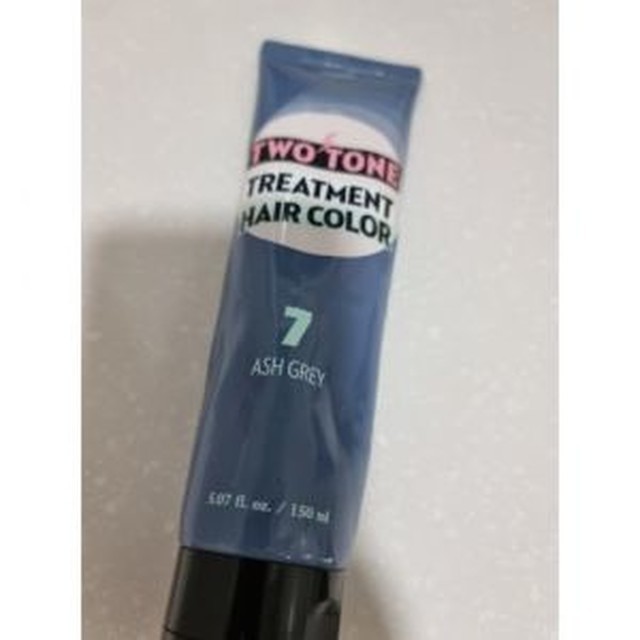 TWO TONE
TREATMENT
HAIR COLOR
7
ASH GREY
5.07 fl. oz. / 150 ml